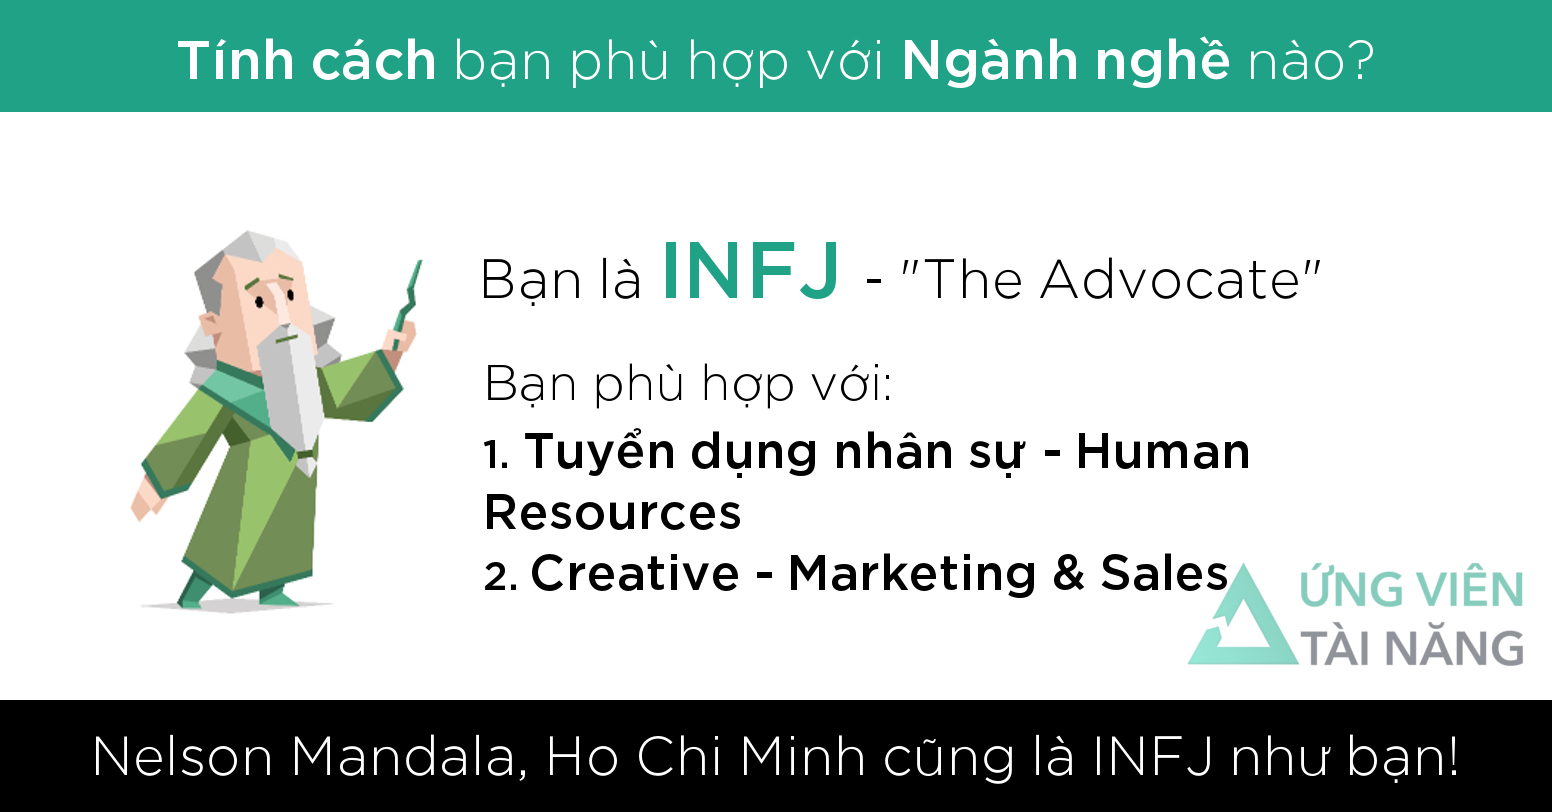 Tính cách bạn phù hợp với Ngành nghề nào?
Bạn là INFJ - "The Advocate"
Bạn phù hợp với:
1. Tuyển dụng nhân sự - Human
Resources
2. Creative - Marketing & Sales
ỨNG VIÊN
TÀI NĂNG
Nelson Mandala, Ho Chi Minh cũng là INFJ như bạn!